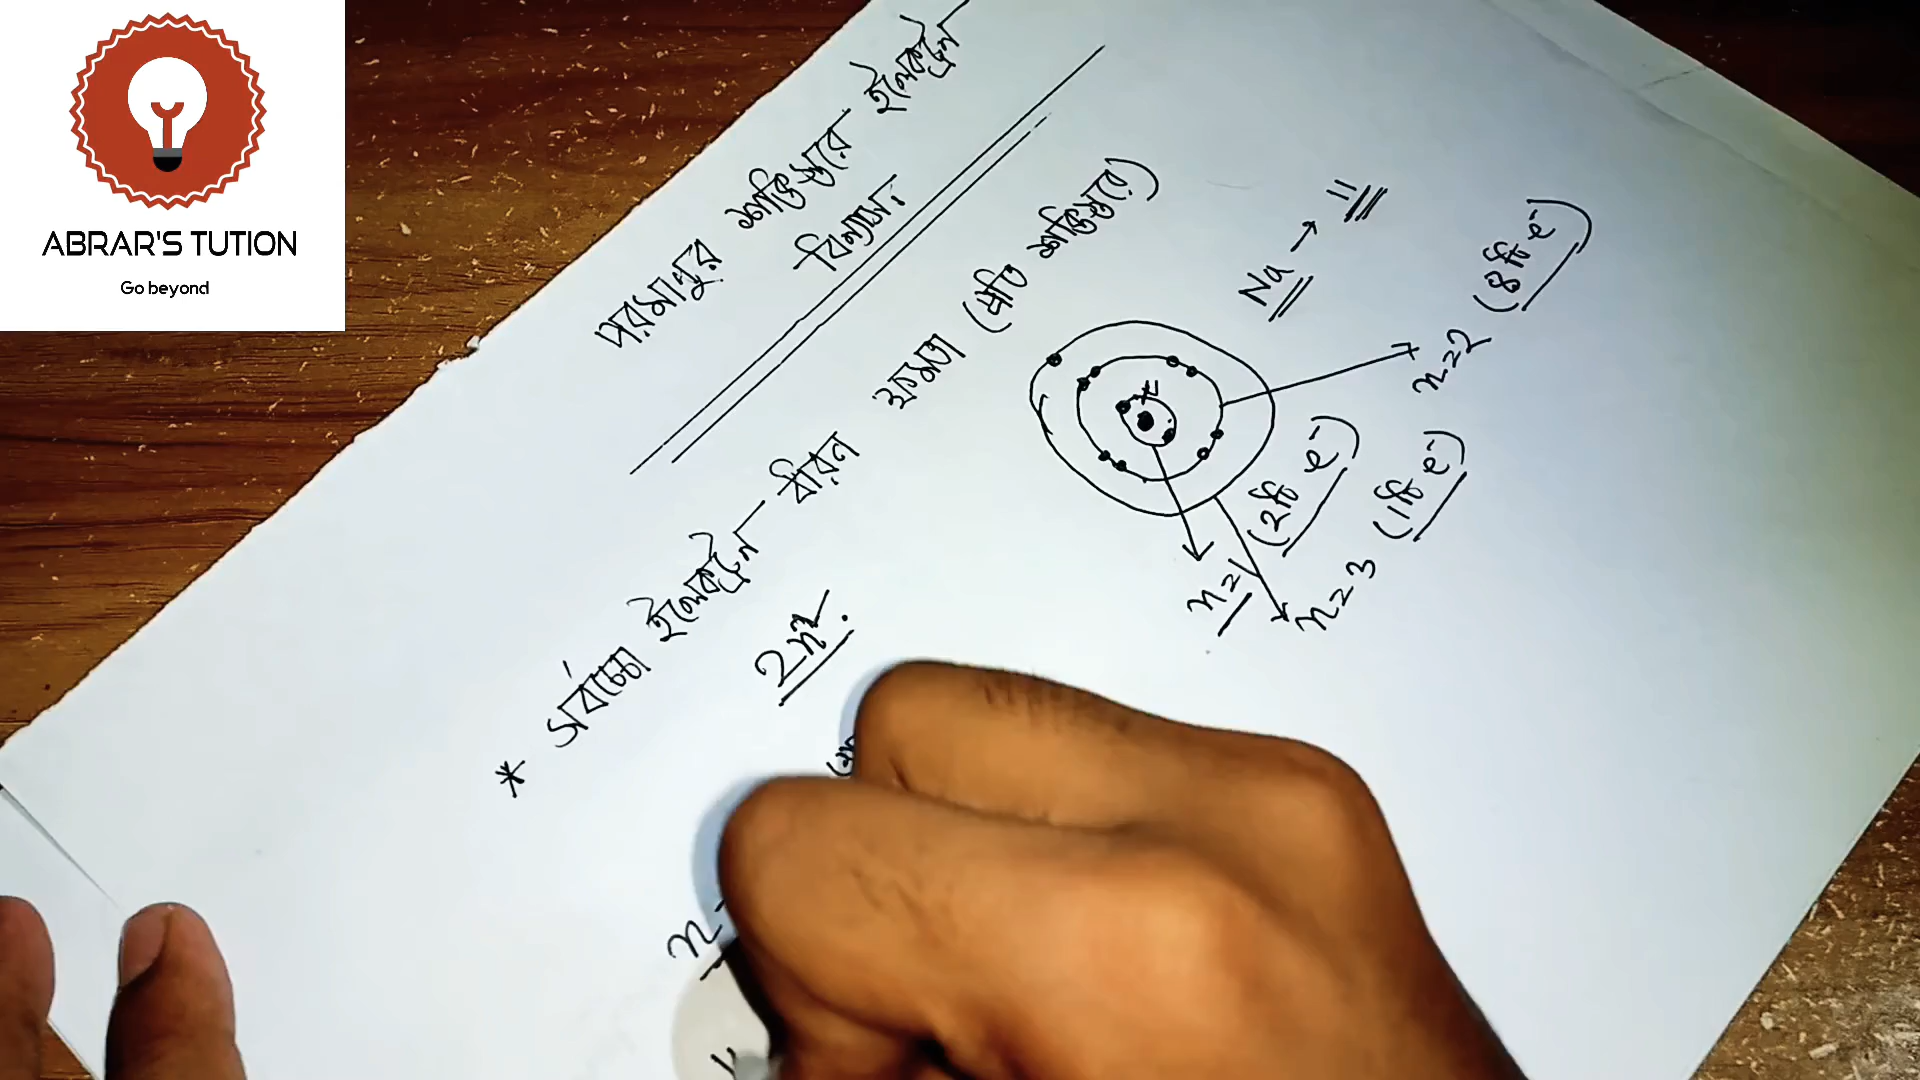 ABRAR'S TUTION
Go beyond
পরমাণুর শক্তিস্তরে ইলেকট্রন
বিন্যাস।
* সর্বোচ্চ ইলেকট্রন ধারণ ক্ষমতা (প্রতি শক্তিস্তরে)
2n²
Na → 11
n=2 (8টি e⁻)
n=1 (2টি e⁻)
n=3 (1টি e⁻)
n